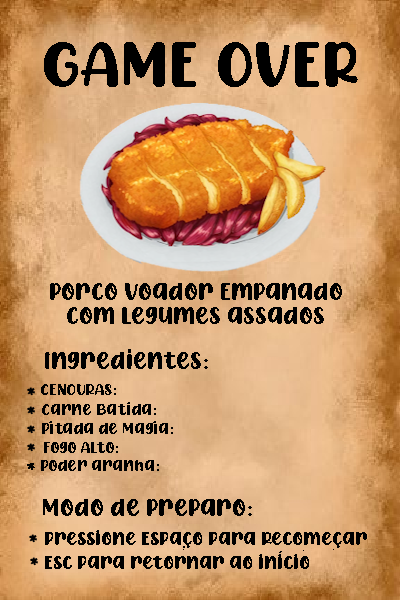 GAME OVER
Porco Voador Empanado
com Legumes assados
Ingredientes:
* CENOURAS:
* Carne Batida:
* Pitada de Magia:
* Fogo Alto:
* Poder aranha:
Modo de Preparo:
* Pressione Espaço para Recomeçar
* Esc para retornar ao início